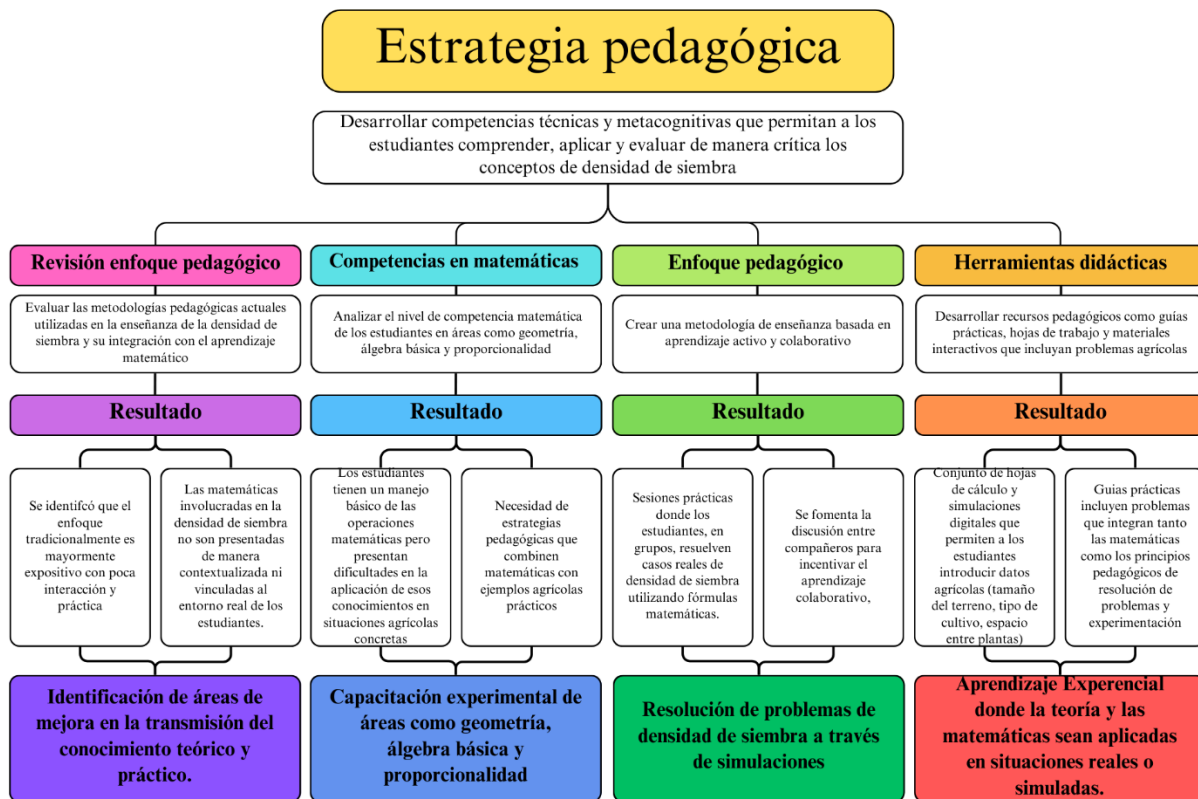 Estrategia pedagógica
Desarrollar competencias técnicas y metacognitivas que permitan a los
estudiantes comprender, aplicar y evaluar de manera crítica los
conceptos de densidad de siembra
Revisión enfoque pedagógico
Evaluar las metodologías pedagógicas actuales
utilizadas en la enseñanza de la densidad de
siembra y su integración con el aprendizaje
matemático
Resultado
Se identifcó que el
enfoque
tradicionalmente es
mayormente
expositivo con poca
interacción y
práctica
Las matemáticas
involucradas en la
densidad de siembra
no son presentadas de
manera
contextualizada ni
vinculadas al
entorno real de los
estudiantes.
Identificación de áreas de
mejora en la transmisión del
conocimiento teórico y
práctico.
Competencias en matemáticas
Analizar el nivel de competencia matemática
de los estudiantes en áreas como geometría,
álgebra básica y proporcionalidad
Resultado
Los estudiantes
tienen un manejo
básico de las
operaciones
matemáticas pero
presentan
dificultades en la
aplicación de esos
conocimientos en
situaciones agrícolas
concretas
Necesidad de
estrategias
pedagógicas que
combinen
matemáticas con
ejemplos agrícolas
prácticos
Capacitación experimental de
áreas como geometría,
álgebra básica y
proporcionalidad
Enfoque pedagógico
Crear una metodología de enseñanza basada en
aprendizaje activo y colaborativo
Resultado
Sesiones prácticas
donde los
estudiantes, en
grupos, resuelven
casos reales de
densidad de siembra
utilizando fórmulas
matemáticas.
Se fomenta la
discusión entre
compañeros para
incentivar el
aprendizaje
colaborativo,
Resolución de problemas de
densidad de siembra a través
de simulaciones
Herramientas didácticas
Desarrollar recursos pedagógicos como guías
prácticas, hojas de trabajo y materiales
interactivos que incluyan problemas agrícolas
Resultado
Conjunto de hojas
de cálculo y
simulaciones
digitales que
permiten a los
estudiantes
introducir datos
agrícolas (tamaño
del terreno, tipo de
cultivo, espacio
entre plantas)
Guias prácticas
incluyen problemas
que integran tanto
las matemáticas
como los principios
pedagógicos de
resolución de
problemas y
experimentación
Aprendizaje Experencial
donde la teoría y las
matemáticas sean aplicadas
en situaciones reales o
simuladas.